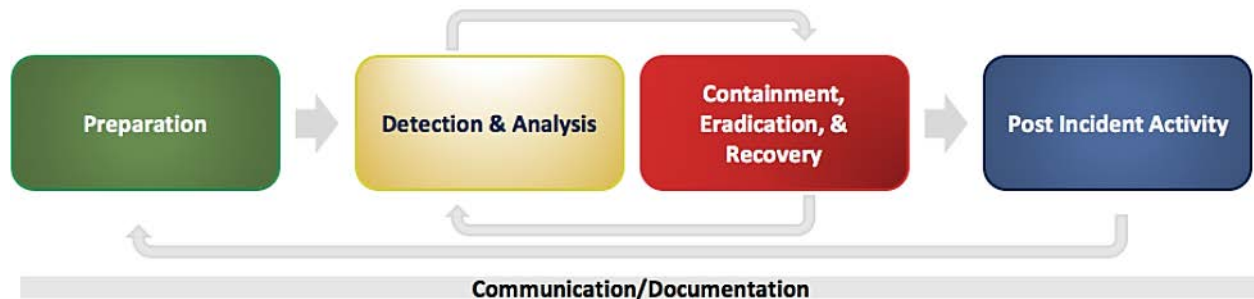 Preparation
Detection & Analysis
Containment,
Eradication, &
Recovery
Post Incident Activity
Communication/Documentation